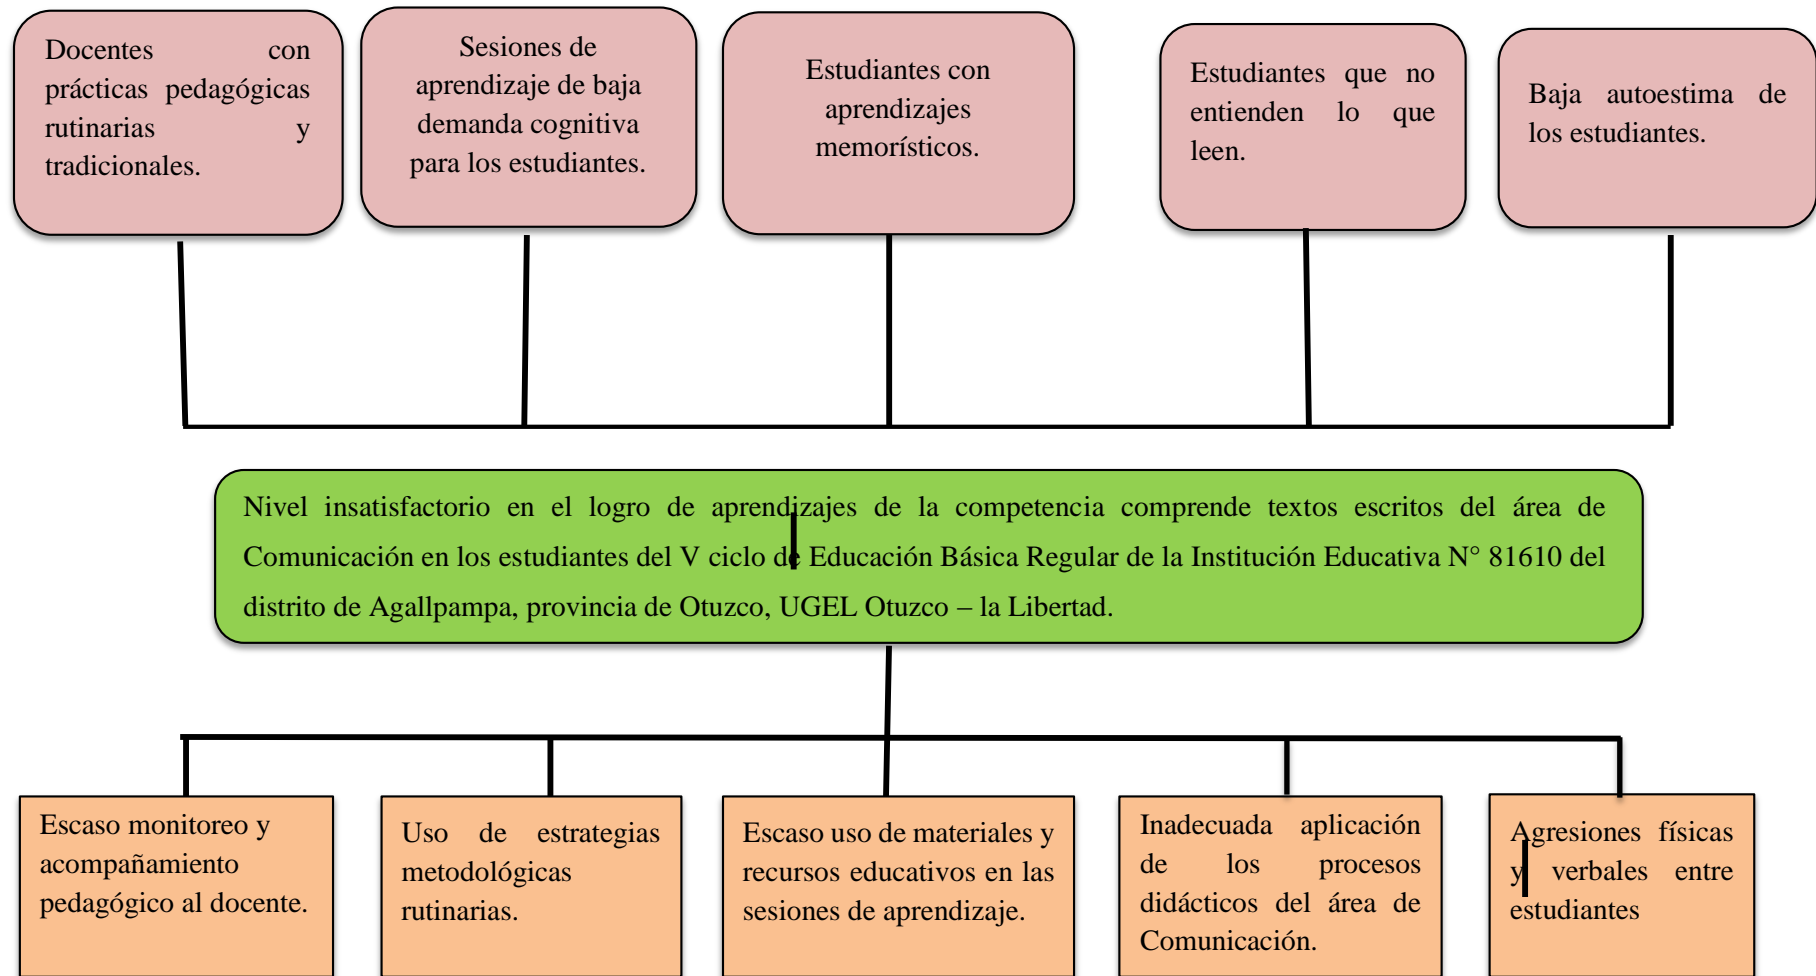 Docentes con
prácticas pedagógicas
rutinarias y
tradicionales.
Sesiones de
aprendizaje de baja
demanda cognitiva
para los estudiantes.
Estudiantes con
aprendizajes
memorísticos.
Estudiantes que no
entienden lo que
leen.
Baja autoestima de
los estudiantes.
Nivel insatisfactorio en el logro de aprendizajes de la competencia comprende textos escritos del área de
Comunicación en los estudiantes del V ciclo de Educación Básica Regular de la Institución Educativa N° 81610 del
distrito de Agallpampa, provincia de Otuzco, UGEL Otuzco – la Libertad.
Escaso monitoreo y
acompañamiento
pedagógico al docente.
Uso de estrategias
metodológicas
rutinarias.
Escaso uso de materiales y
recursos educativos en las
sesiones de aprendizaje.
Inadecuada aplicación
de los procesos
didácticos del área de
Comunicación.
Agresiones físicas
y verbales entre
estudiantes